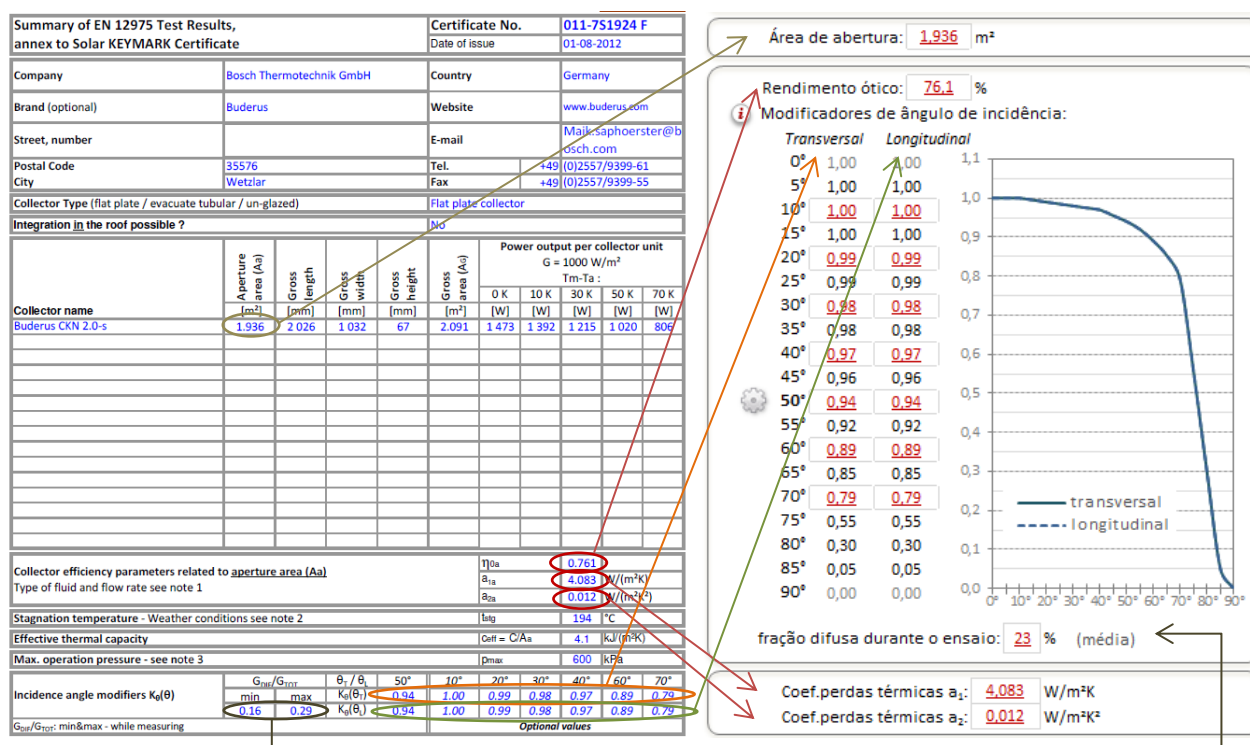 Summary of EN 12975 Test Results,
annex to Solar KEYMARK Certificate
Certificate No. 011-7S1924 F
Date of issue 01-08-2012
Company Bosch Thermotechnik GmbH Country Germany
Brand (optional) Buderus Website www.buderus.com
Street, number E-mail Maik.saphoerster@b
osch.com
Postal Code 35576 Tel. +49 (0)2557/9399-61
City Wetzlar Fax +49 (0)2557/9399-55
Collector Type (flat plate / evacuate tubular / un-glazed) Flat plate collector
Integration in the roof possible ? No
Collector name
Aperture area (Aa)
Gross length
Gross width
Gross height
Gross area (AG)
Power output per collector unit
G = 1000 W/m²
Tm-Ta :
0 K 10 K 30 K 50 K 70 K
[m²] [mm] [mm] [mm] [m²] [W] [W] [W] [W] [W]
Buderus CKN 2.0-s 1.936 2 026 1 032 67 2.091 1 473 1 392 1 215 1 020 806
Collector efficiency parameters related to aperture area (Aa)
Type of fluid and flow rate see note 1
η0a 0.761
a1a 4.083 W/(m²K)
a2a 0.012 W/(m²K²)
Stagnation temperature - Weather conditions see note 2 tstg 194 °C
Effective thermal capacity Ceff = C/Aa 4.1 kJ/(m²K)
Max. operation pressure - see note 3 pmax 600 kPa
Incidence angle modifiers Kθ(θ)
GDIF/GTOT θT / θL 50° 10° 20° 30° 40° 60° 70°
min max Kθ(θT) 0.94 1.00 0.99 0.98 0.97 0.89 0.79
0.16 0.29 Kθ(θL) 0.94 1.00 0.99 0.98 0.97 0.89 0.79
GDIF/GTOT: min&max - while measuring Optional values
Área de abertura: 1,936 m²
Rendimento ótico: 76,1 %
Modificadores de ângulo de incidência:
Transversal Longitudinal
0° 1,00 1,00
5° 1,00 1,00
10° 1,00 1,00
15° 1,00 1,00
20° 0,99 0,99
25° 0,99 0,99
30° 0,98 0,98
35° 0,98 0,98
40° 0,97 0,97
45° 0,96 0,96
50° 0,94 0,94
55° 0,92 0,92
60° 0,89 0,89
65° 0,85 0,85
70° 0,79 0,79
75° 0,55 0,55
80° 0,30 0,30
85° 0,05 0,05
90° 0,00 0,00
1,1
1,0
0,9
0,8
0,7
0,6
0,5
0,4
0,3
0,2
0,1
0,0
transversal
longitudinal
0° 10° 20° 30° 40° 50° 60° 70° 80° 90°
fração difusa durante o ensaio: 23 % (média)
Coef.perdas térmicas a₁: 4,083 W/m²K
Coef.perdas térmicas a₂: 0,012 W/m²K²